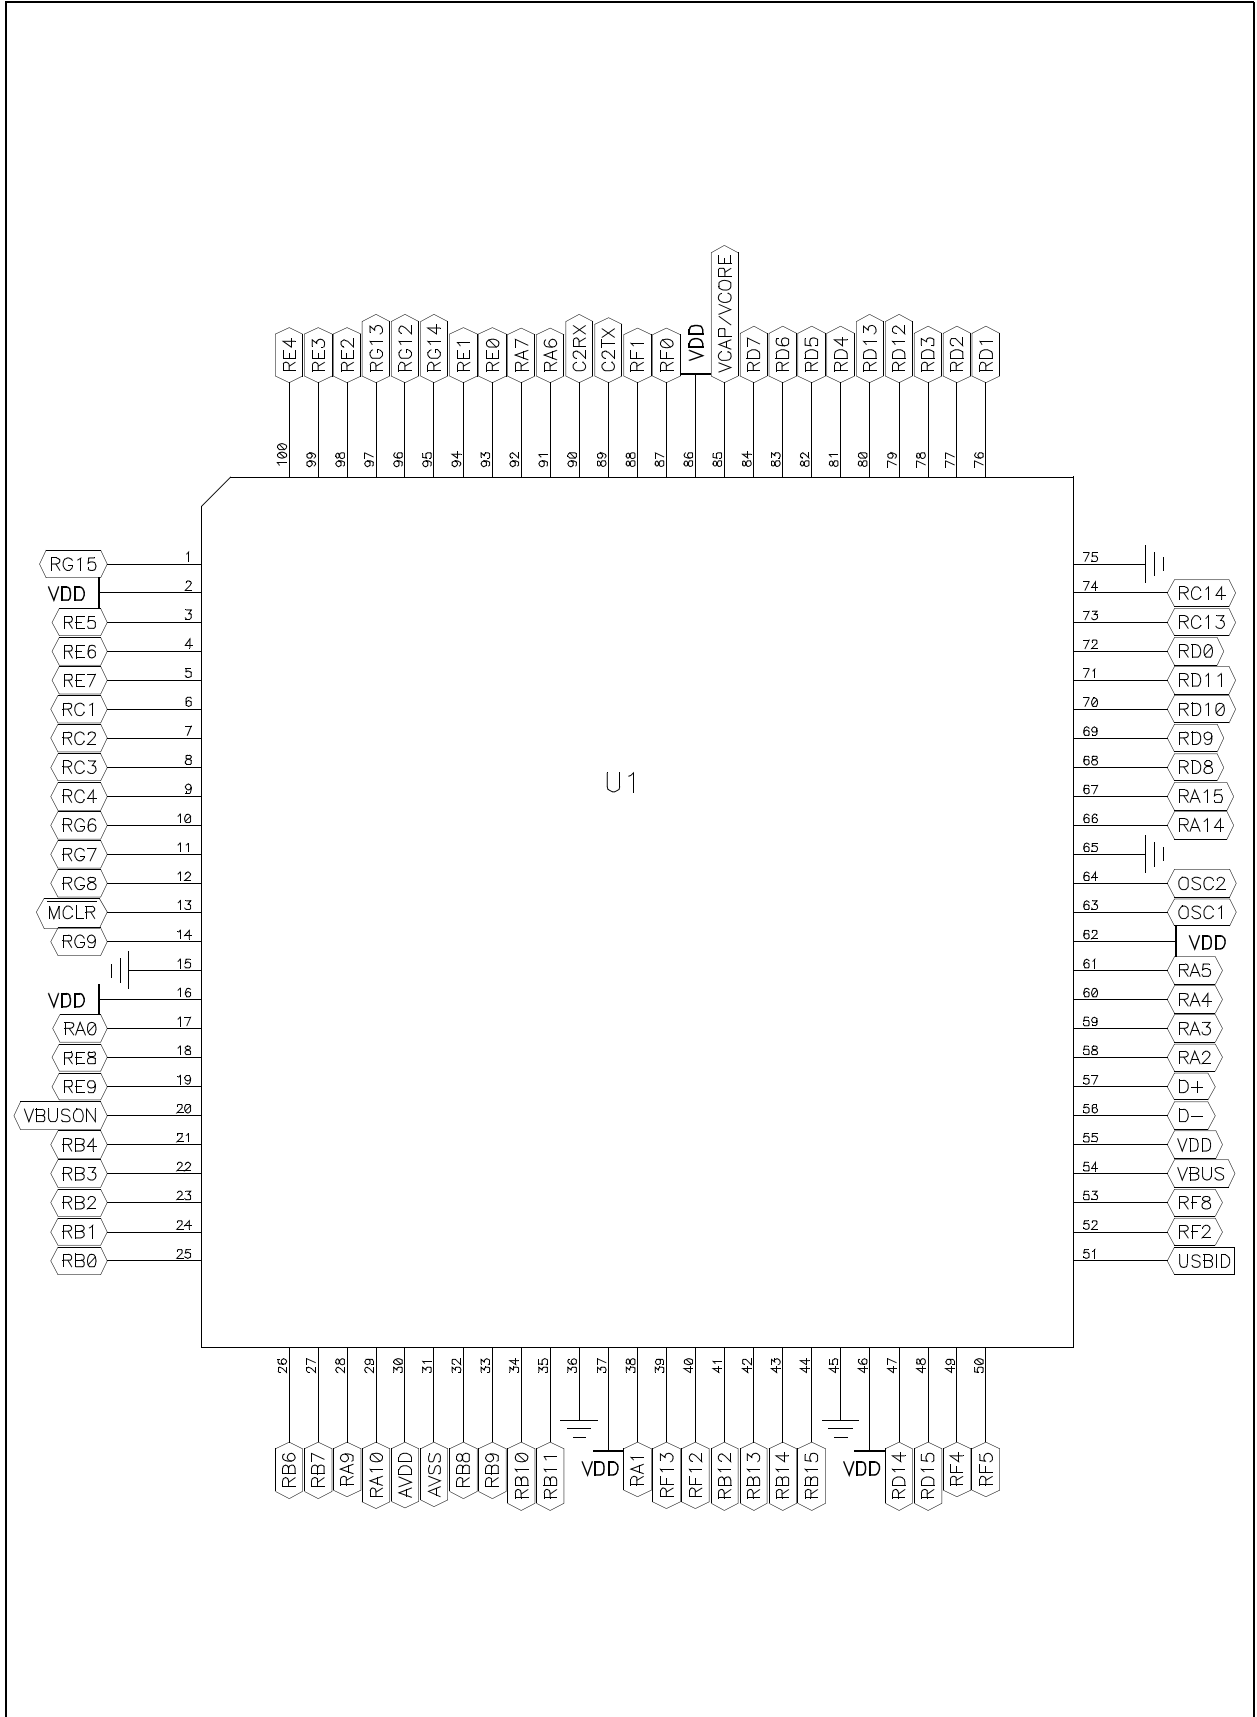 RE4 RE3 RE2 RG13 RG12 RG14 RE1 RE0 RA7 RA6 C2RX C2TX RF1 RF0 VDD VCAP/VCORE RD7 RD6 RD5 RD4 RD13 RD12 RD3 RD2 RD1
100 99 98 97 96 95 94 93 92 91 90 89 88 87 86 85 84 83 82 81 80 79 78 77 76
RG15 1 75
VDD 2 74 RC14
RE5 3 73 RC13
RE6 4 72 RD0
RE7 5 71 RD11
RC1 6 70 RD10
RC2 7 69 RD9
RC3 8 68 RD8
U1
RC4 9 67 RA15
RG6 10 66 RA14
RG7 11 65
RG8 12 64 OSC2
MCLR 13 63 OSC1
RG9 14 62 VDD
15 61 RA5
VDD 16 60 RA4
RA0 17 59 RA3
RE8 18 58 RA2
RE9 19 57 D+
VBUSON 20 56 D-
RB4 21 55 VDD
RB3 22 54 VBUS
RB2 23 53 RF8
RB1 24 52 RF2
RB0 25 51 USBID
26 27 28 29 30 31 32 33 34 35 36 37 38 39 40 41 42 43 44 45 46 47 48 49 50
RB6 RB7 RA9 RA10 AVDD AVSS RB8 RB9 RB10 RB11 VDD RA1 RF13 RF12 RB12 RB13 RB14 RB15 VDD RD14 RD15 RF4 RF5